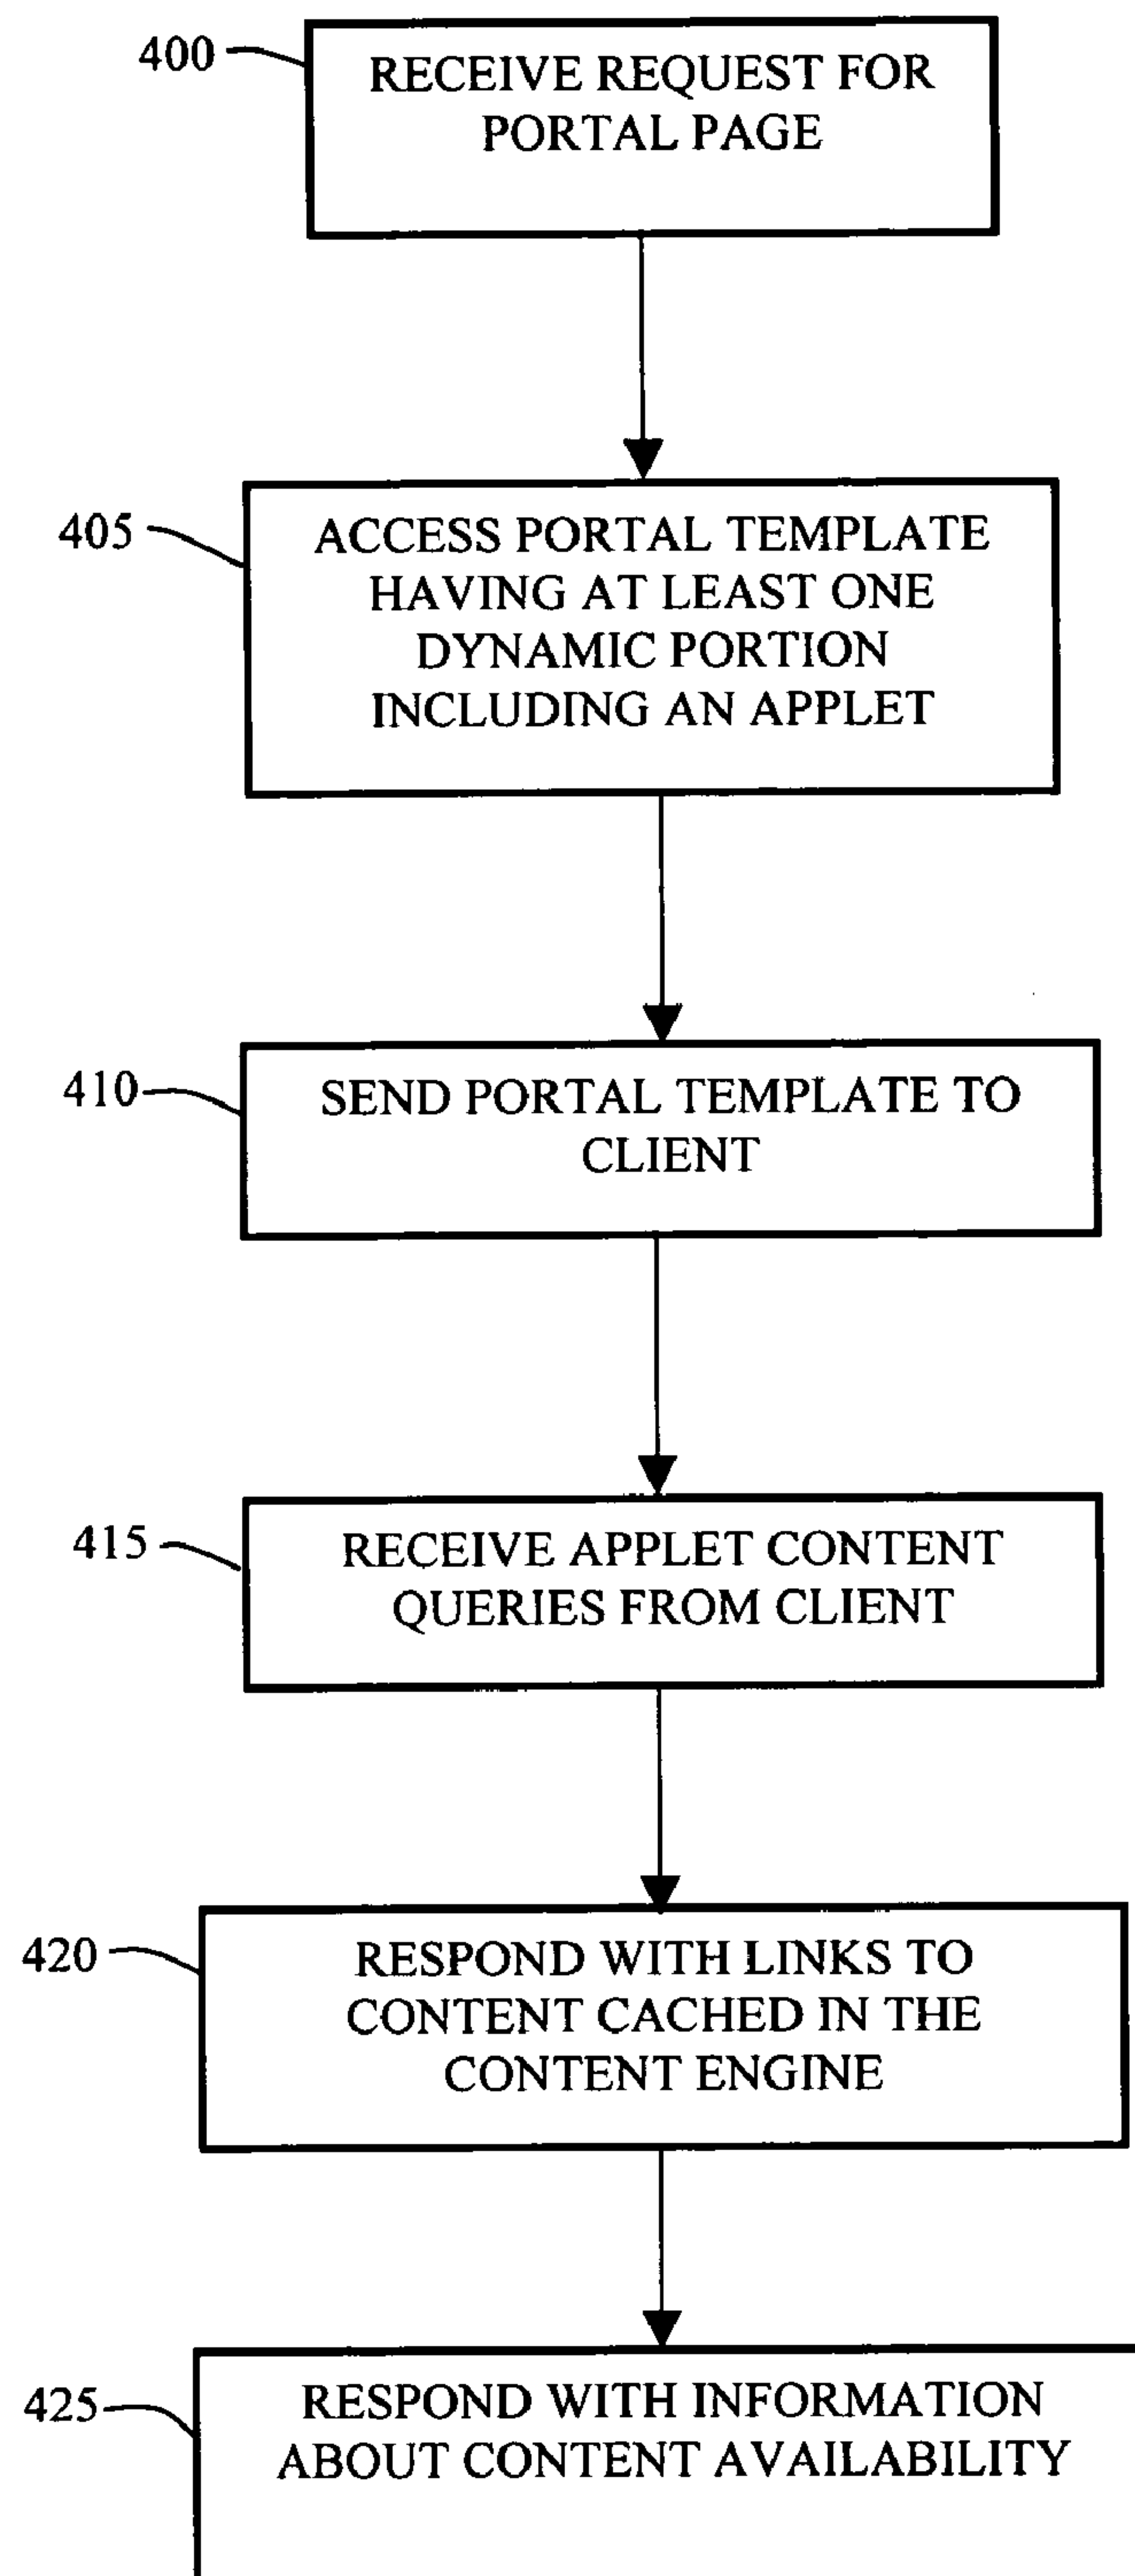 400
RECEIVE REQUEST FOR
PORTAL PAGE
405
ACCESS PORTAL TEMPLATE
HAVING AT LEAST ONE
DYNAMIC PORTION
INCLUDING AN APPLET
410
SEND PORTAL TEMPLATE TO
CLIENT
415
RECEIVE APPLET CONTENT
QUERIES FROM CLIENT
420
RESPOND WITH LINKS TO
CONTENT CACHED IN THE
CONTENT ENGINE
425
RESPOND WITH INFORMATION
ABOUT CONTENT AVAILABILITY